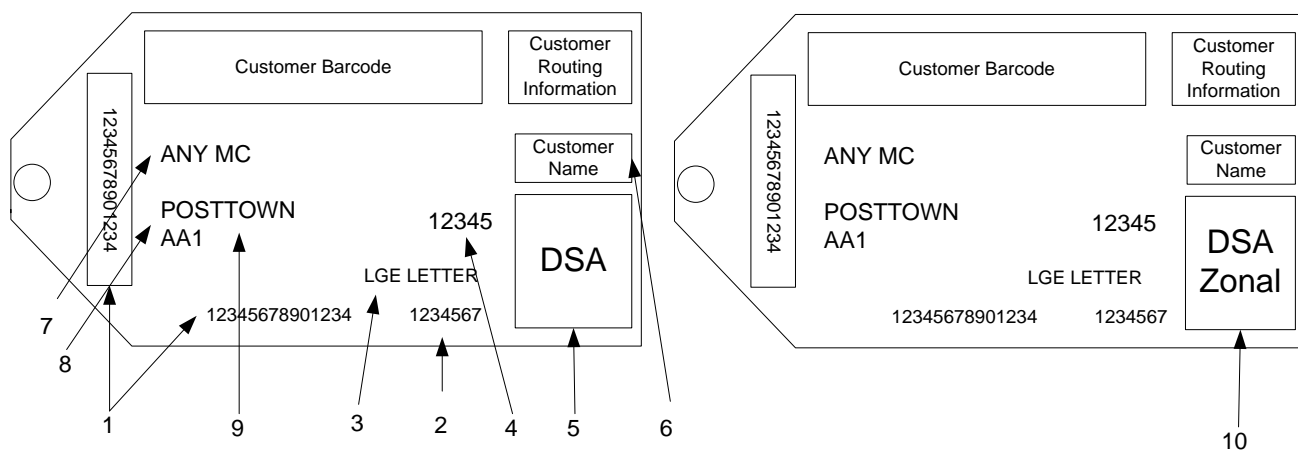 Customer Barcode
Customer
Routing
Information
12345678901234
ANY MC
Customer
Name
POSTTOWN
AA1
12345
DSA
LGE LETTER
12345678901234
1234567
7
8
1
9
3
2
4
5
6
Customer Barcode
Customer
Routing
Information
12345678901234
ANY MC
Customer
Name
POSTTOWN
AA1
12345
DSA
Zonal
LGE LETTER
12345678901234
1234567
10